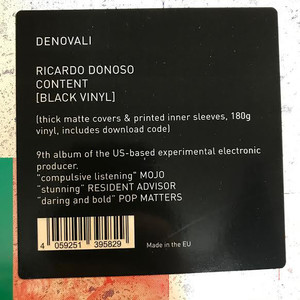 DENOVALI
RICARDO DONOSO
CONTENT
[BLACK VINYL]
(thick matte covers & printed inner sleeves, 180g
vinyl, includes download code)
9th album of the US-based experimental electronic
producer.
"compulsive listening" MOJO
"stunning" RESIDENT ADVISOR
"daring and bold" POP MATTERS
4 059251 395829
Made in the EU